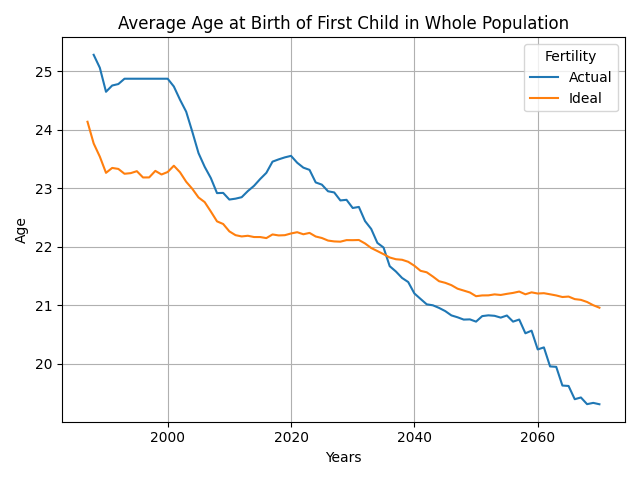 Average Age at Birth of First Child in Whole Population
Fertility
Actual
Ideal
Age
25
24
23
22
21
20
2000
2020
2040
2060
Years